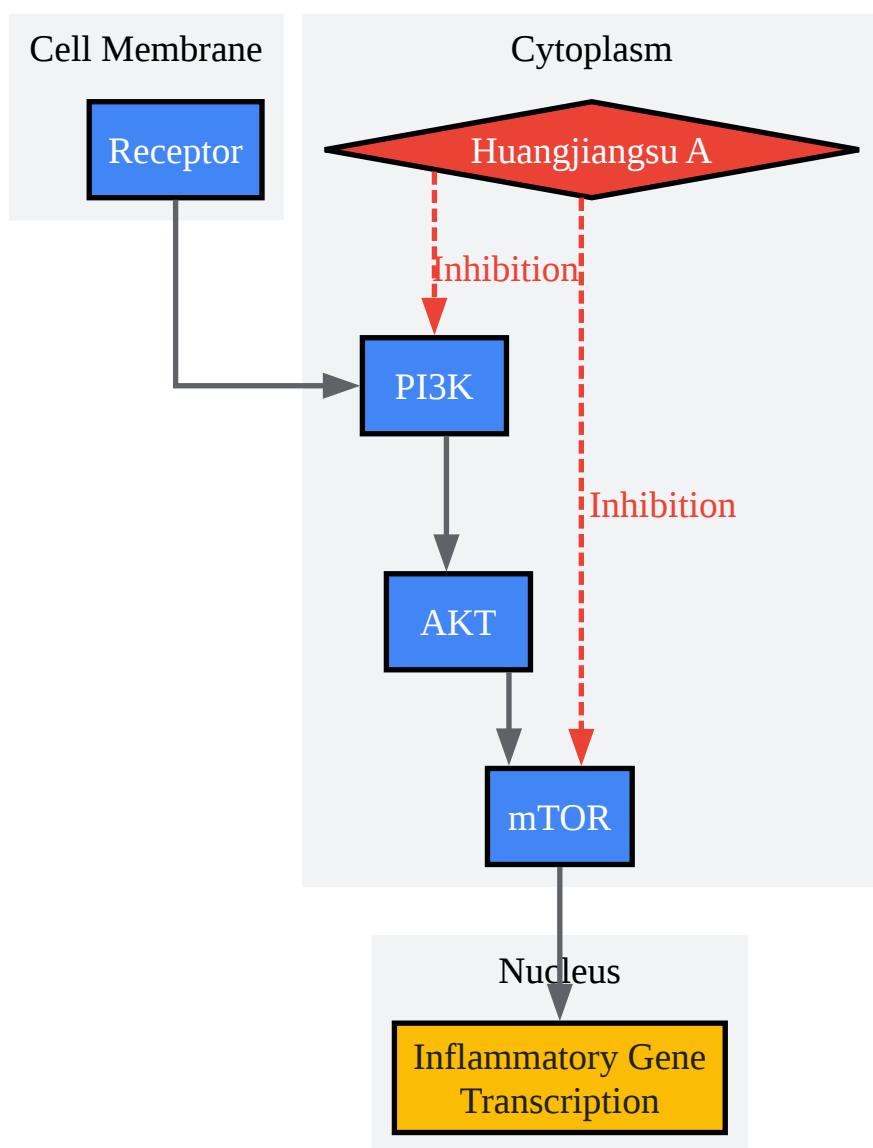 Cell Membrane
Cytoplasm
Receptor
Huangjiangsu A
Inhibition
PI3K
Inhibition
AKT
mTOR
Nucleus
Inflammatory Gene
Transcription